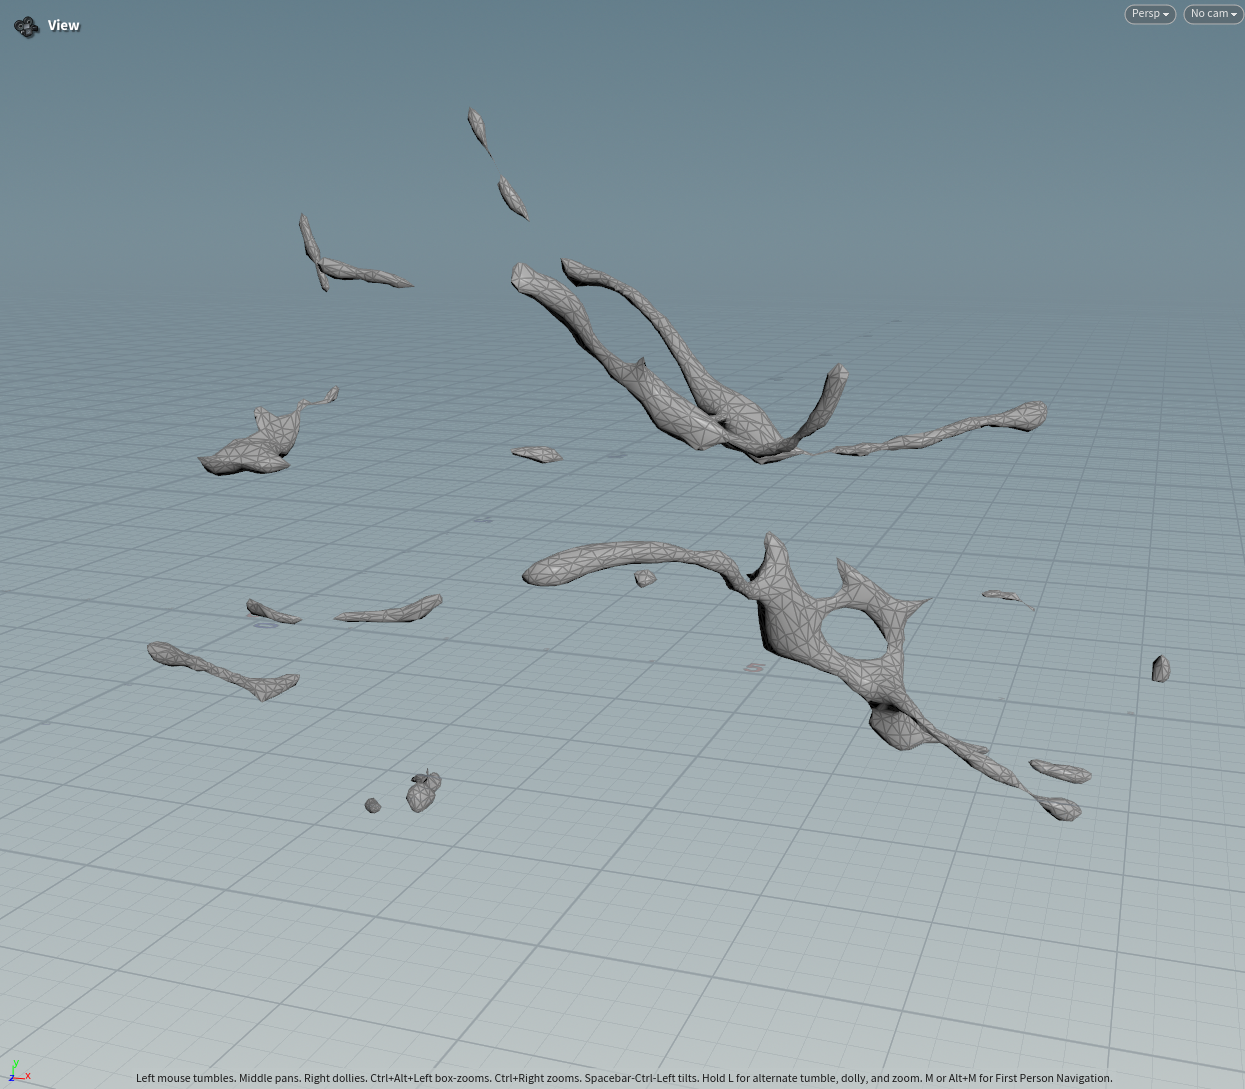 View
Persp
No cam
5
y
z
x
Left mouse tumbles. Middle pans. Right dollies. Ctrl+Alt+Left box-zooms. Ctrl+Right zooms. Spacebar-Ctrl-Left tilts. Hold L for alternate tumble, dolly, and zoom. M or Alt+M for First Person Navigation.